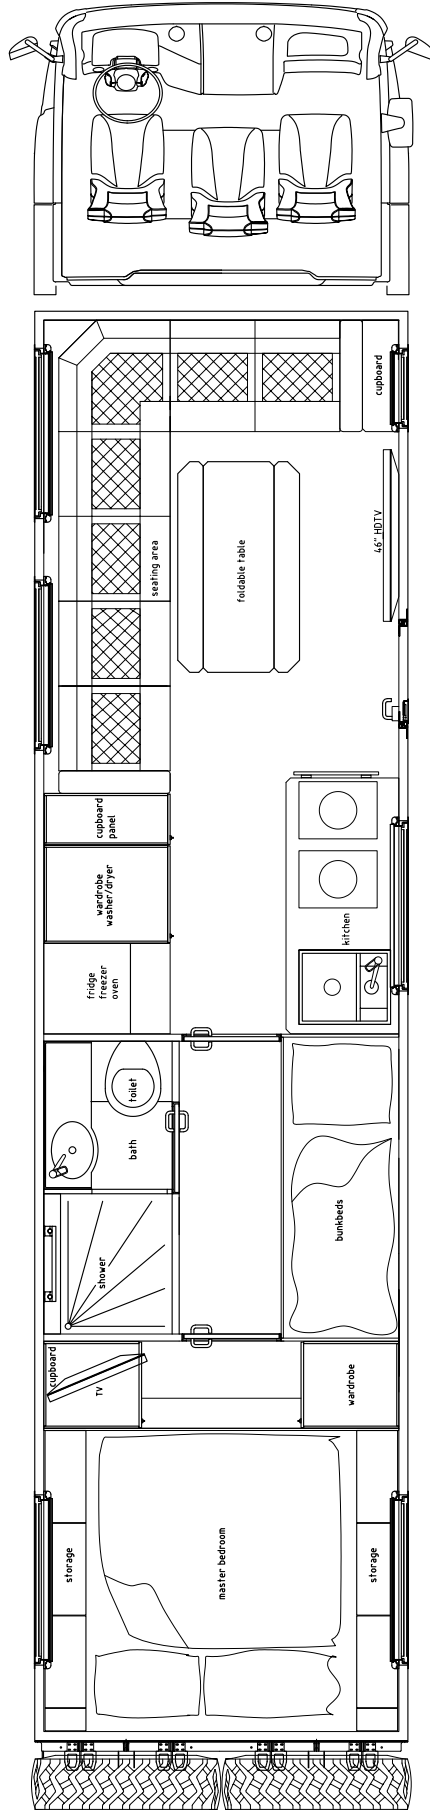 cupboard
46" HDTV
seating area
foldable table
cupboard
panel
wardrobe
washer/dryer
kitchen
fridge
freezer
oven
toilet
bath
bunkbeds
shower
cupboard
TV
wardrobe
master bedroom
storage
storage